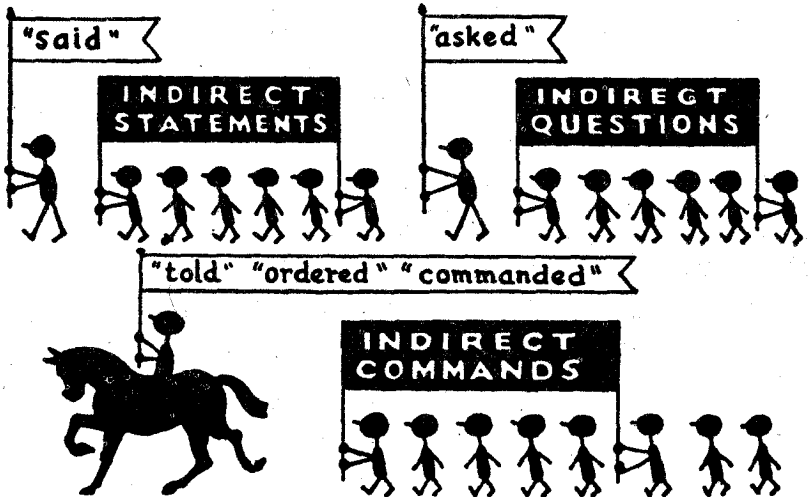 "said"
INDIRECT
STATEMENTS
"asked"
INDIRECT
QUESTIONS
"told" "ordered" "commanded"
INDIRECT
COMMANDS